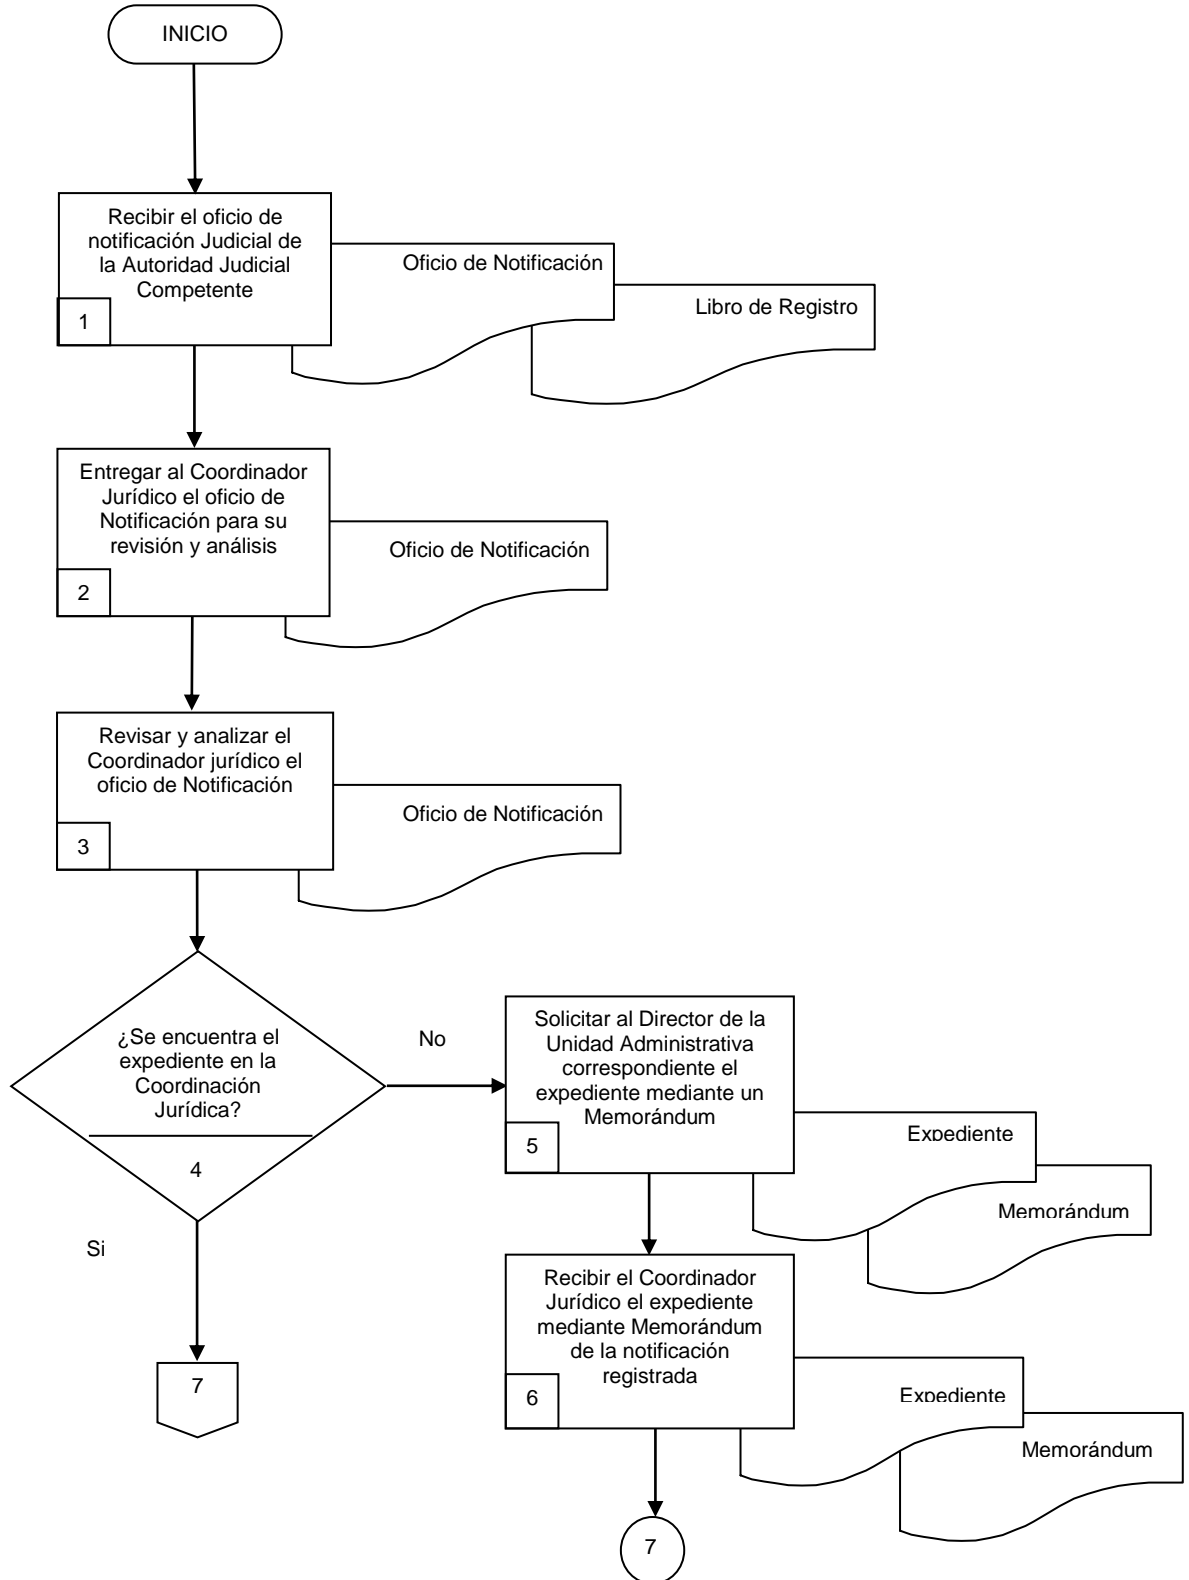 INICIO
Recibir el oficio de
notificación Judicial de
la Autoridad Judicial
Competente
1
Oficio de Notificación
Libro de Registro
Entregar al Coordinador
Jurídico el oficio de
Notificación para su
revisión y análisis
2
Oficio de Notificación
Revisar y analizar el
Coordinador jurídico el
oficio de Notificación
3
Oficio de Notificación
¿Se encuentra el
expediente en la
Coordinación
Jurídica?
4
No
Si
7
Solicitar al Director de la
Unidad Administrativa
correspondiente el
expediente mediante un
Memorándum
5
Expediente
Memorándum
Recibir el Coordinador
Jurídico el expediente
mediante Memorándum
de la notificación
registrada
6
Expediente
Memorándum
7